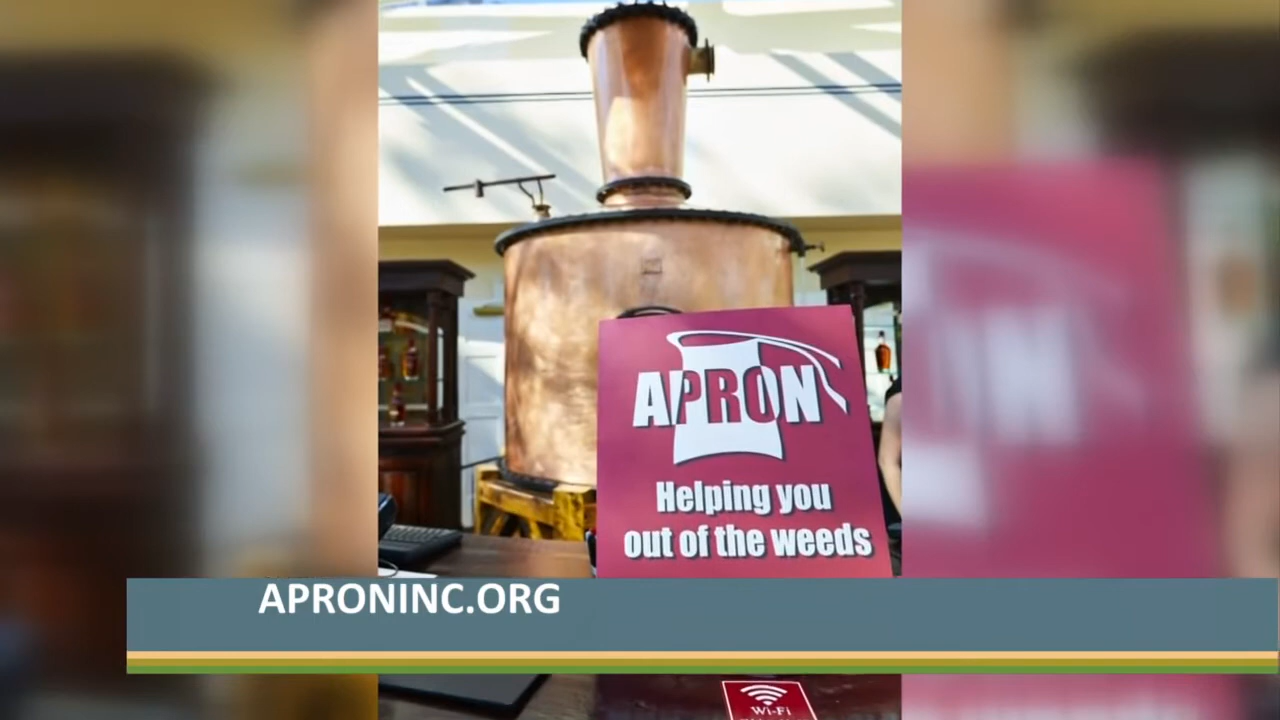 APRON
Helping you
out of the weeds
APRONINC.ORG
Wi-Fi